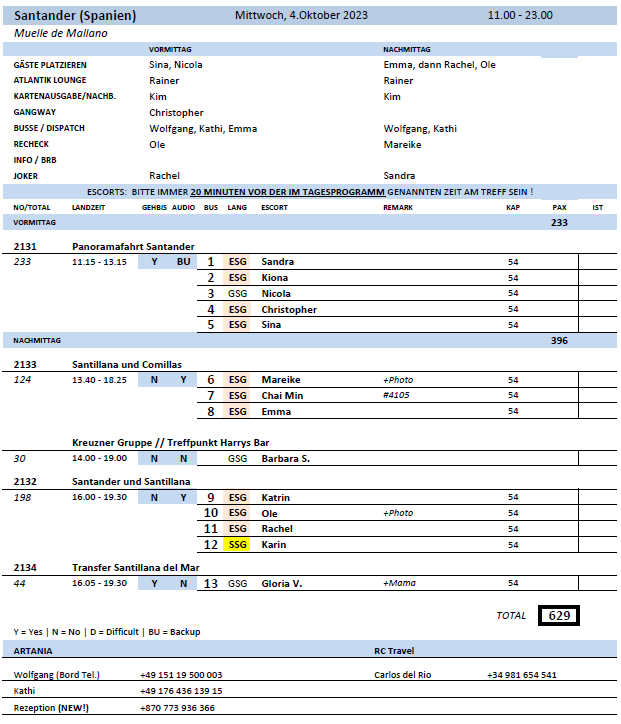 Santander (Spanien) Mittwoch, 4.Oktober 2023 11.00 - 23.00
Muelle de Mallano
VORMITTAG NACHMITTAG
GÄSTE PLATZIEREN Sina, Nicola Emma, dann Rachel, Ole
ATLANTIK LOUNGE Rainer Rainer
KARTENAUSGABE/NACHB. Kim Kim
GANGWAY Christopher
BUSSE / DISPATCH Wolfgang, Kathi, Emma Wolfgang, Kathi
RECHECK Ole Mareike
INFO / BRB
JOKER Rachel Sandra
ESCORTS: BITTE IMMER 20 MINUTEN VOR DER IM TAGESPROGRAMM GENANNTEN ZEIT AM TREFF SEIN !
NO/TOTAL LANDZEIT GEHBIS AUDIO BUS LANG ESCORT REMARK KAP PAX IST
VORMITTAG 233
2131 Panoramafahrt Santander
233 11.15 - 13.15 Y BU 1 ESG Sandra 54
2 ESG Kiona 54
3 GSG Nicola 54
4 ESG Christopher 54
5 ESG Sina 54
NACHMITTAG 396
2133 Santillana und Comillas
124 13.40 - 18.25 N Y 6 ESG Mareike +Photo 54
7 ESG Chai Min #4105 54
8 ESG Emma 54
Kreuzner Gruppe // Treffpunkt Harrys Bar
30 14.00 - 19.00 N N GSG Barbara S.
2132 Santander und Santillana
198 16.00 - 19.30 N Y 9 ESG Katrin 54
10 ESG Ole +Photo 54
11 ESG Rachel 54
12 SSG Karin 54
2134 Transfer Santillana del Mar
44 16.05 - 19.30 Y N 13 GSG Gloria V. +Mama 54
TOTAL 629
Y = Yes | N = No | D = Difficult | BU = Backup
ARTANIA RC Travel
Wolfgang (Bord Tel.) +49 151 19 500 003 Carlos del Rio +34 981 654 541
Kathi +49 176 436 139 15
Rezeption (NEW!) +870 773 936 366